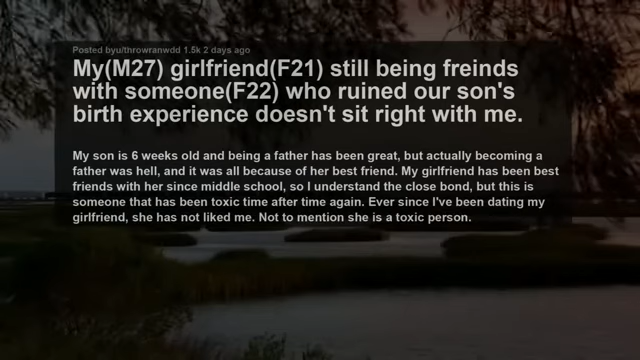 Posted byu/throwranwdd 1.5k 2 days ago
My(M27) girlfriend(F21) still being freinds
with someone(F22) who ruined our son's
birth experience doesn't sit right with me.
My son is 6 weeks old and being a father has been great, but actually becoming a
father was hell, and it was all because of her best friend. My girlfriend has been best
friends with her since middle school, so I understand the close bond, but this is
someone that has been toxic time after time again. Ever since I've been dating my
girlfriend, she has not liked me. Not to mention she is a toxic person.